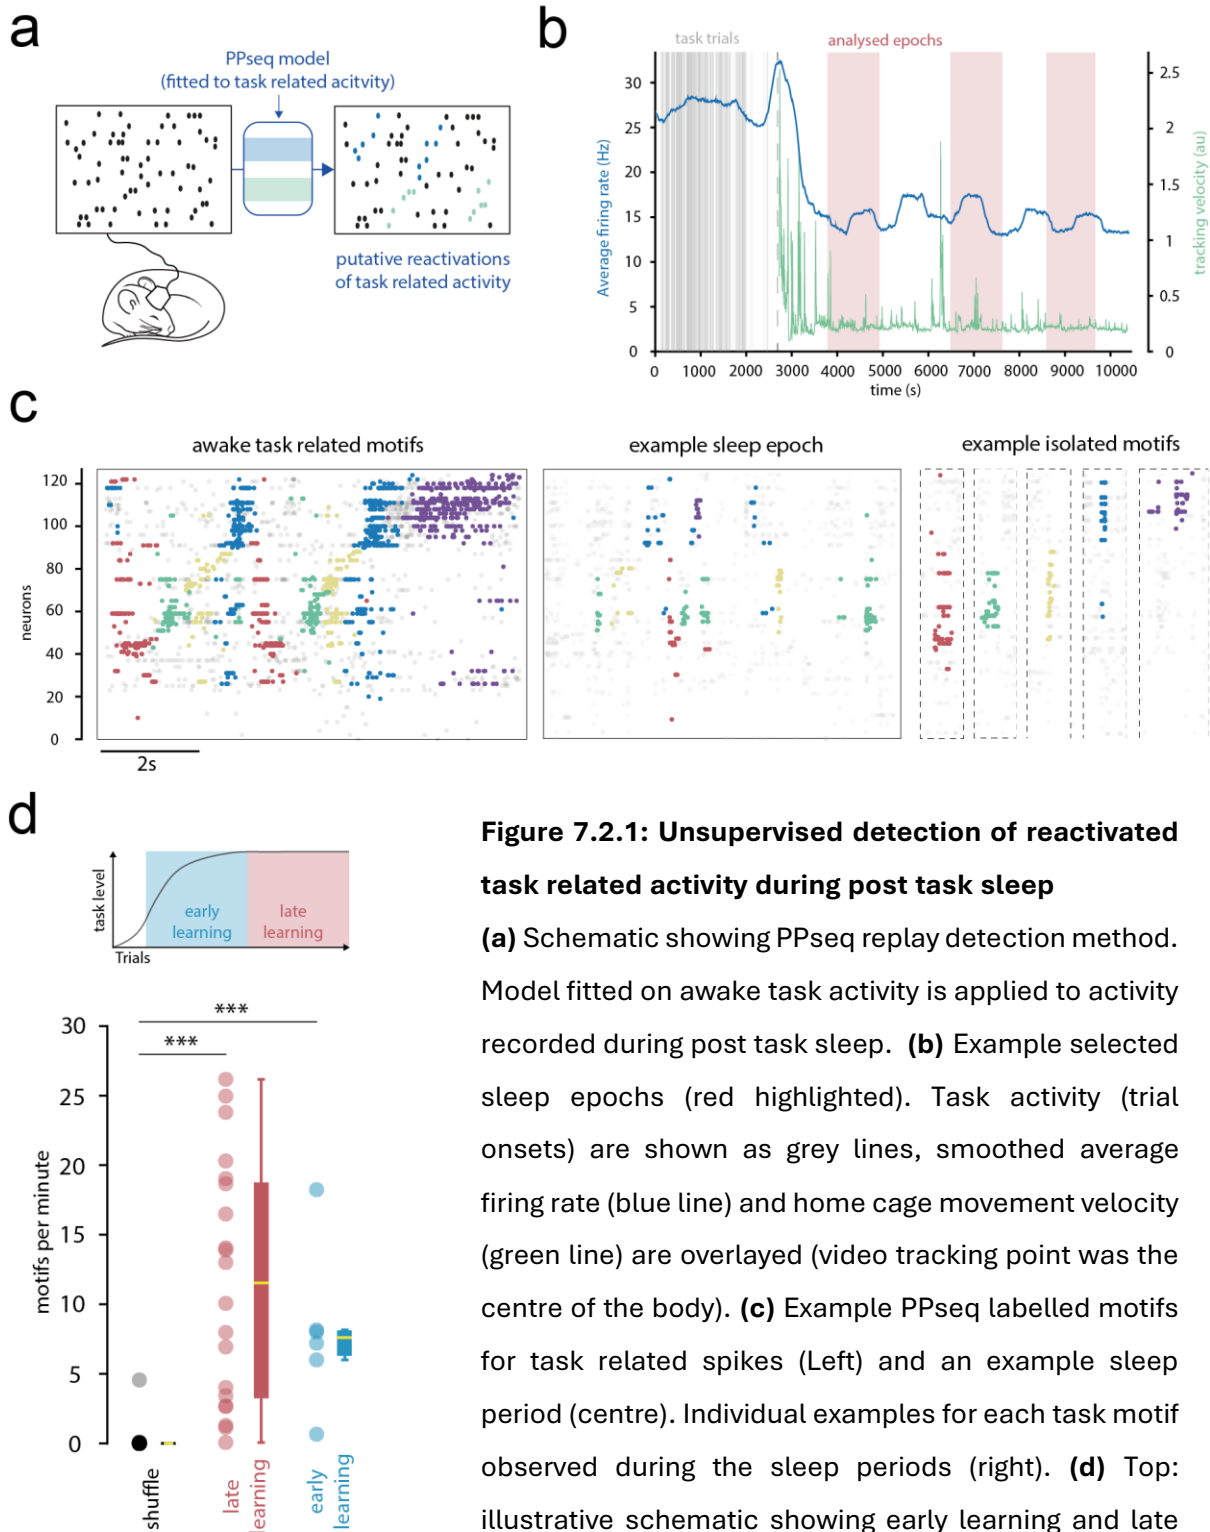 a
PPseq model
(fitted to task related acitvity)
putative reactivations
of task related activity
b
task trials
analysed epochs
Average firing rate (Hz)
30
25
20
15
10
5
0
2.5
2
1.5
1
0.5
0
tracking velocity (au)
0 1000 2000 3000 4000 5000 6000 7000 8000 9000 10000
time (s)
c
awake task related motifs
example sleep epoch
example isolated motifs
neurons
120
100
80
60
40
20
0
2s
d
task level
early
learning
late
learning
Trials
motifs per minute
30
25
20
15
10
5
0
***
***
shuffle
late
learning
early
learning
Figure 7.2.1: Unsupervised detection of reactivated
task related activity during post task sleep
(a) Schematic showing PPseq replay detection method.
Model fitted on awake task activity is applied to activity
recorded during post task sleep. (b) Example selected
sleep epochs (red highlighted). Task activity (trial
onsets) are shown as grey lines, smoothed average
firing rate (blue line) and home cage movement velocity
(green line) are overlayed (video tracking point was the
centre of the body). (c) Example PPseq labelled motifs
for task related spikes (Left) and an example sleep
period (centre). Individual examples for each task motif
observed during the sleep periods (right). (d) Top:
illustrative schematic showing early learning and late